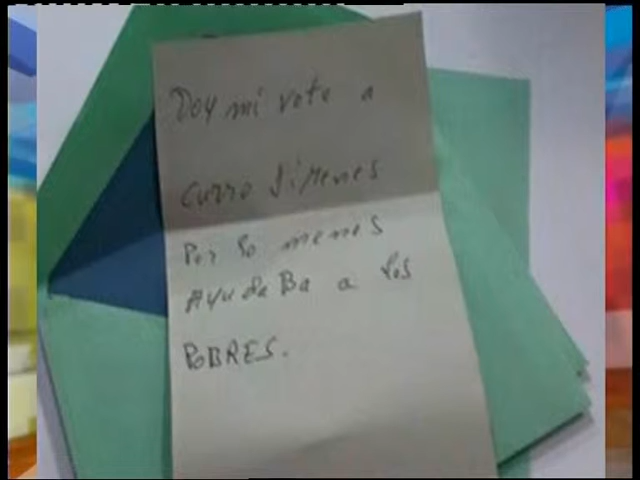 Doy mi voto a
curro Jimenes
Por lo menos
AyudaBa a los
POBRES.